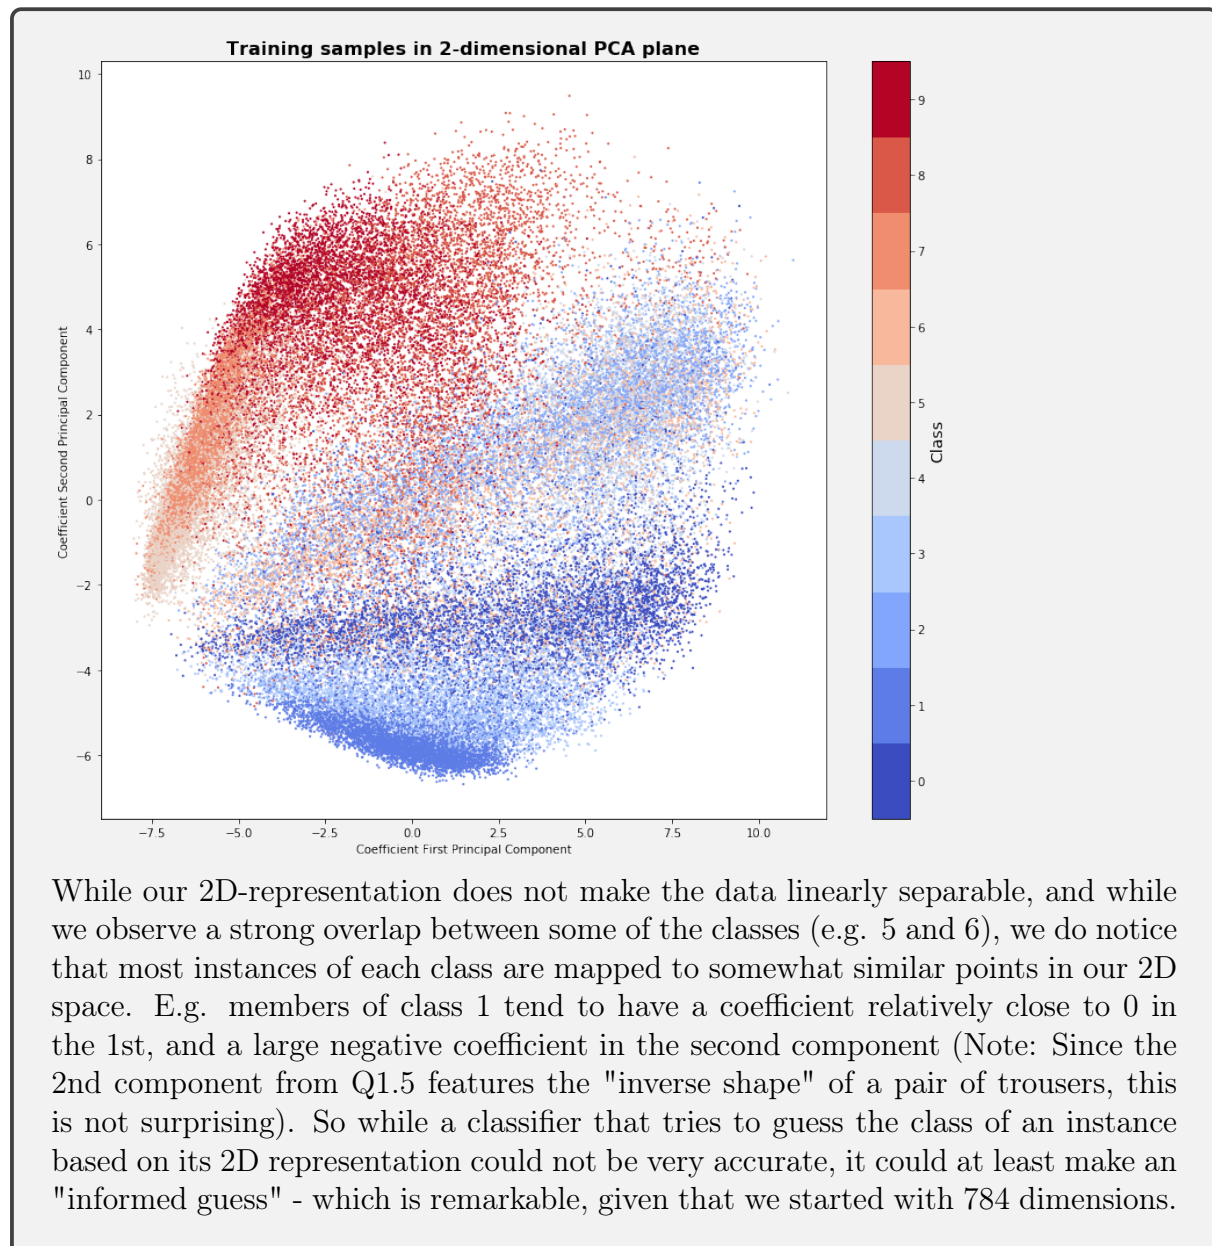 Training samples in 2-dimensional PCA plane
10
8
6
4
2
0
−2
−4
−6
Coefficient Second Principal Component
−7.5 −5.0 −2.5 0.0 2.5 5.0 7.5 10.0
Coefficient First Principal Component
9
8
7
6
5
4
3
2
1
0
Class
While our 2D-representation does not make the data linearly separable, and while
we observe a strong overlap between some of the classes (e.g. 5 and 6), we do notice
that most instances of each class are mapped to somewhat similar points in our 2D
space. E.g. members of class 1 tend to have a coefficient relatively close to 0 in
the 1st, and a large negative coefficient in the second component (Note: Since the
2nd component from Q1.5 features the "inverse shape" of a pair of trousers, this
is not surprising). So while a classifier that tries to guess the class of an instance
based on its 2D representation could not be very accurate, it could at least make an
"informed guess" - which is remarkable, given that we started with 784 dimensions.